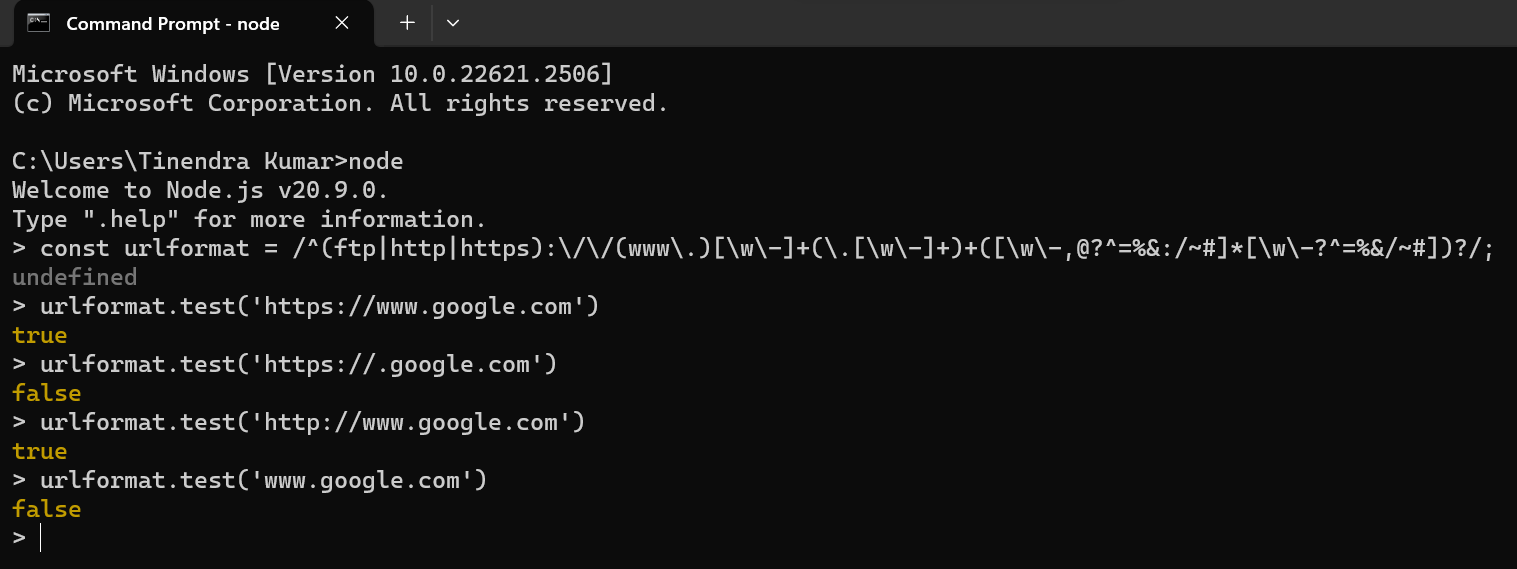 Command Prompt - node
Microsoft Windows [Version 10.0.22621.2506]
(c) Microsoft Corporation. All rights reserved.
C:\Users\Tinendra Kumar>node
Welcome to Node.js v20.9.0.
Type ".help" for more information.
> const urlformat = /^(ftp|http|https):\/\/(www\.)[\w\-]+(\.[\w\-]+)+([\w\-,@?^=%&:/~#]*[\w\-?^=%&/~#])?/;
undefined
> urlformat.test('https://www.google.com')
true
> urlformat.test('https://.google.com')
false
> urlformat.test('http://www.google.com')
true
> urlformat.test('www.google.com')
false
>